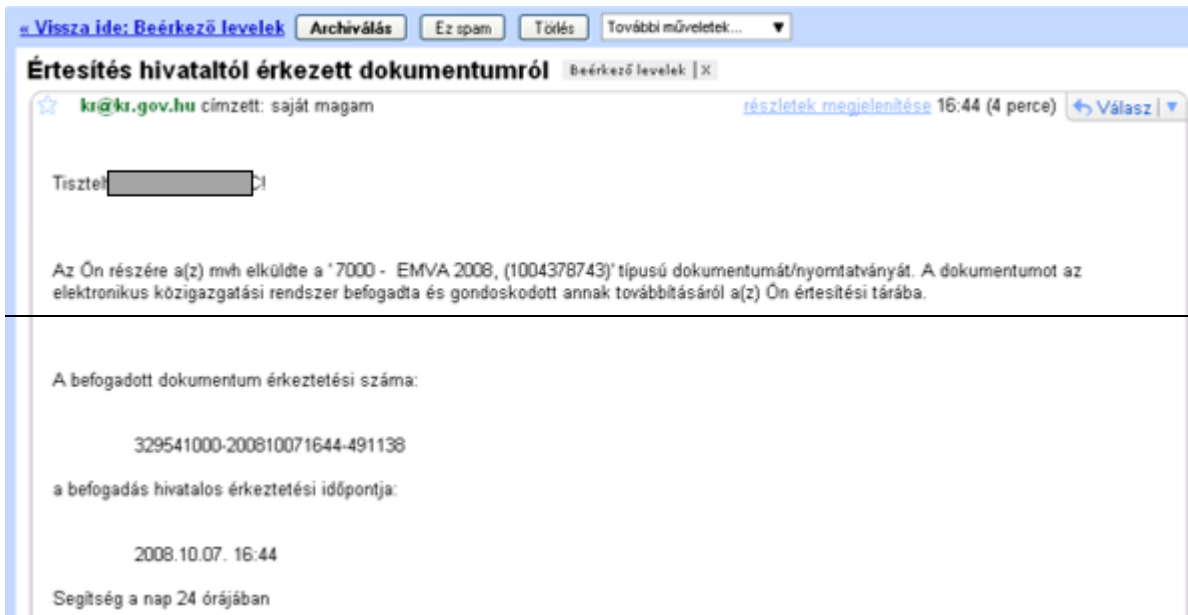 « Vissza ide: Beérkező levelek Archiválás Ez spam Törlés További műveletek...
Értesítés hivataltól érkezett dokumentumról Beérkező levelek | X
kr@kr.gov.hu címzett: saját magam részletek megjelenítése 16:44 (4 perce) Válasz
Az Ön részére a(z) mvh elküldte a '7000 - EMVA 2008, (1004378743)' típusú dokumentumát/nyomtatványát. A dokumentumot az
elektronikus közigazgatási rendszer befogadta és gondoskodott annak továbbításáról a(z) Ön értesítési tárába.
A befogadott dokumentum érkeztetési száma:
329541000-200810071644-491138
a befogadás hivatalos érkeztetési időpontja:
2008.10.07. 16:44
Segítség a nap 24 órájában